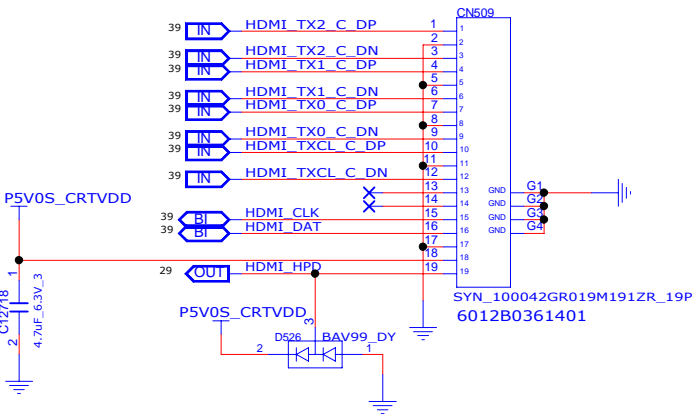 CN509
39 IN HDMI_TX2_C_DP 1 1
2 2
39 IN HDMI_TX2_C_DN 3 3
39 IN HDMI_TX1_C_DP 4 4
5 5
39 IN HDMI_TX1_C_DN 6 6
39 IN HDMI_TX0_C_DP 7 7
8 8
39 IN HDMI_TX0_C_DN 9 9
39 IN HDMI_TXCL_C_DP 10 10
11 11
39 IN HDMI_TXCL_C_DN 12 12
13 13 GND G1
14 14 GND G2
39 BI HDMI_CLK 15 15 GND G3
39 BI HDMI_DAT 16 16 GND G4
17 17
18 18
29 OUT HDMI_HPD 19 19
P5V0S_CRTVDD
1
C12718
4.7uF_6.3V_3
2
SYN_100042GR019M191ZR_19P
6012B0361401
P5V0S_CRTVDD
3
D526 BAV99_DY
2 1